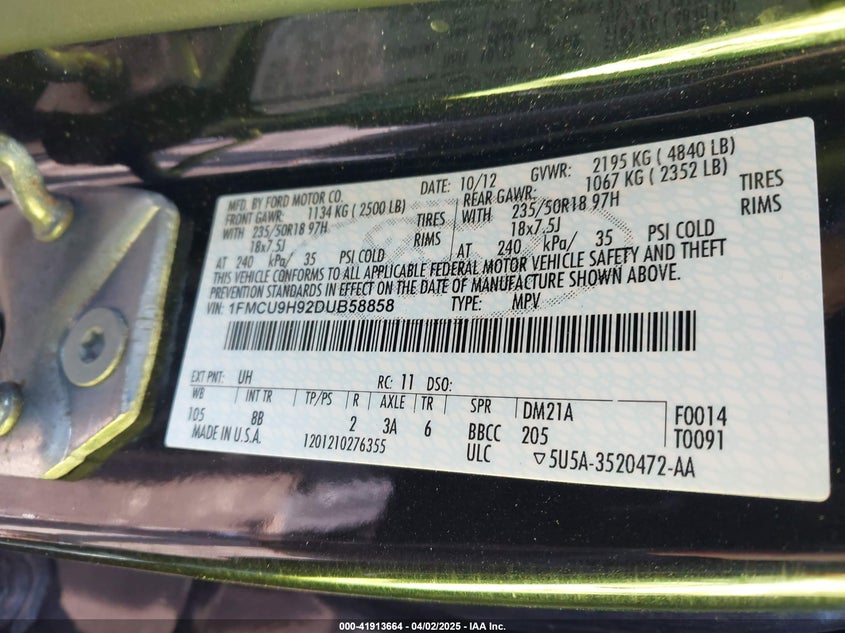 MFD. BY FORD MOTOR CO. DATE: 10/12 GVWR: 2195 KG ( 4840 LB)
FRONT GAWR: 1134 KG ( 2500 LB) REAR GAWR: 1067 KG ( 2352 LB)
WITH 235/50R18 97H TIRES WITH 235/50R18 97H TIRES
18x7.5J RIMS 18x7.5J RIMS
AT 240 kPa/ 35 PSI COLD AT 240 kPa/ 35 PSI COLD
THIS VEHICLE CONFORMS TO ALL APPLICABLE FEDERAL MOTOR VEHICLE SAFETY AND THEFT
PREVENTION STANDARDS IN EFFECT ON THE DATE OF MANUFACTURE SHOWN ABOVE.
VIN: 1FMCU9H92DUB58858 TYPE: MPV
EXT PNT: UH RC: 11 DSO:
WB INT TR TP/PS R AXLE TR SPR DM21A F0014
105 8B 2 3A 6 BBCC 205 T0091
MADE IN U.S.A. 1201210276355 ULC ▽5U5A-3520472-AA
000-41913664 - 04/02/2025 - IAA Inc.